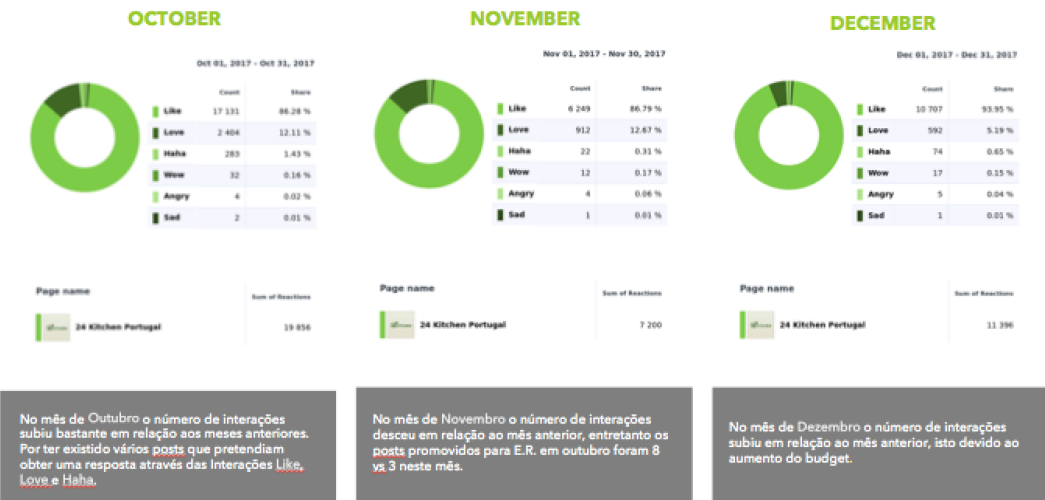 OCTOBER
Oct 01, 2017 - Oct 31, 2017
Count Share
Like 17 131 86.28 %
Love 2 404 12.11 %
Haha 283 1.43 %
Wow 32 0.16 %
Angry 4 0.02 %
Sad 2 0.01 %
Page name Sum of Reactions
24 Kitchen Portugal 19 856
No mês de Outubro o número de interações
subiu bastante em relação aos meses anteriores.
Por ter existido vários posts que pretendiam
obter uma resposta através das Interações Like,
Love e Haha.
NOVEMBER
Nov 01, 2017 - Nov 30, 2017
Count Share
Like 6 249 86.79 %
Love 912 12.67 %
Haha 22 0.31 %
Wow 12 0.17 %
Angry 4 0.06 %
Sad 1 0.01 %
Page name Sum of Reactions
24 Kitchen Portugal 7 200
No mês de Novembro o número de interações
desceu em relação ao mês anterior, entretanto os
posts promovidos para E.R. em outubro foram 8
vs 3 neste mês.
DECEMBER
Dec 01, 2017 - Dec 31, 2017
Count Share
Like 10 707 93.95 %
Love 592 5.19 %
Haha 74 0.65 %
Wow 17 0.15 %
Angry 5 0.04 %
Sad 1 0.01 %
Page name Sum of Reactions
24 Kitchen Portugal 11 396
No mês de Dezembro o número de interações
subiu em relação ao mês anterior, isto devido ao
aumento do budget.